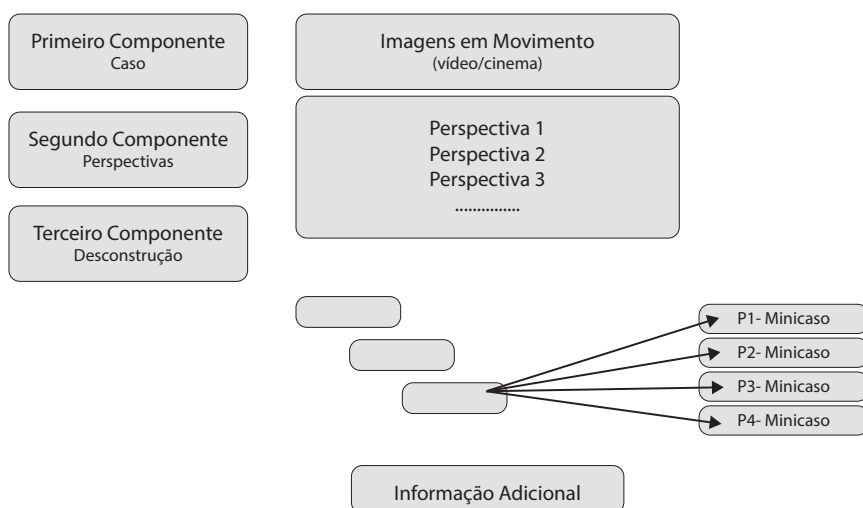 Primeiro Componente
Caso
Imagens em Movimento
(vídeo/cinema)
Segundo Componente
Perspectivas
Perspectiva 1
Perspectiva 2
Perspectiva 3
...............
Terceiro Componente
Desconstrução
P1- Minicaso
P2- Minicaso
P3- Minicaso
P4- Minicaso
Informação Adicional